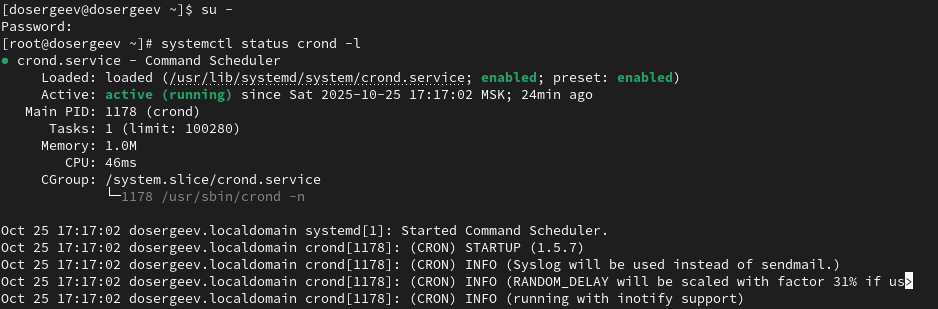 [dosergeev@dosergeev ~]$ su -
Password:
[root@dosergeev ~]# systemctl status crond -l
● crond.service - Command Scheduler
     Loaded: loaded (/usr/lib/systemd/system/crond.service; enabled; preset: enabled)
     Active: active (running) since Sat 2025-10-25 17:17:02 MSK; 24min ago
   Main PID: 1178 (crond)
      Tasks: 1 (limit: 100280)
     Memory: 1.0M
        CPU: 46ms
     CGroup: /system.slice/crond.service
             └─1178 /usr/sbin/crond -n
Oct 25 17:17:02 dosergeev.localdomain systemd[1]: Started Command Scheduler.
Oct 25 17:17:02 dosergeev.localdomain crond[1178]: (CRON) STARTUP (1.5.7)
Oct 25 17:17:02 dosergeev.localdomain crond[1178]: (CRON) INFO (Syslog will be used instead of sendmail.)
Oct 25 17:17:02 dosergeev.localdomain crond[1178]: (CRON) INFO (RANDOM_DELAY will be scaled with factor 31% if us>
Oct 25 17:17:02 dosergeev.localdomain crond[1178]: (CRON) INFO (running with inotify support)